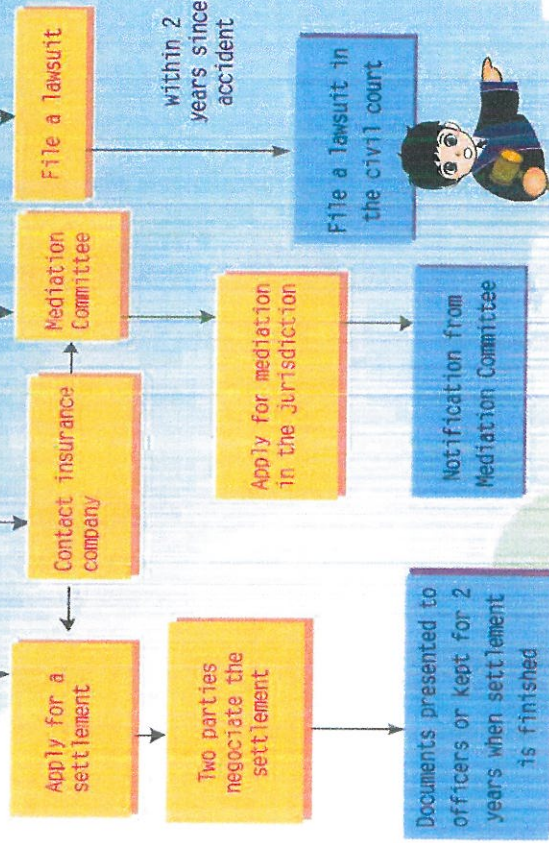 Apply for a
settlement
Contact insurance
company
Mediation
Committee
File a lawsuit
within 2
years since
accident
Two parties
negociate the
settlement
Apply for mediation
in the jurisdiction
File a lawsuit in
the civil court
Documents presented to
officers or kept for 2
years when settlement
is finished
Notification from
Mediation Committee